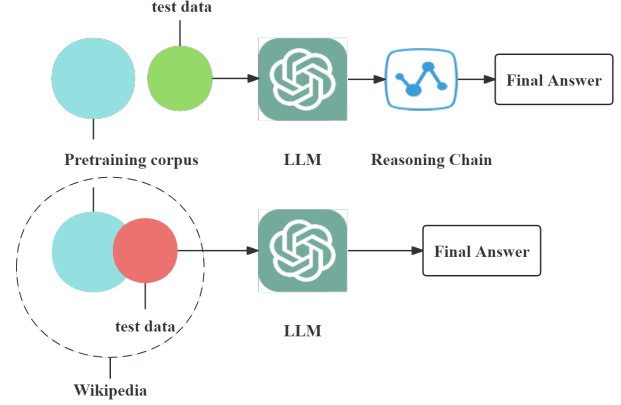 test data
Final Answer
Pretraining corpus
LLM
Reasoning Chain
Final Answer
test data
LLM
Wikipedia